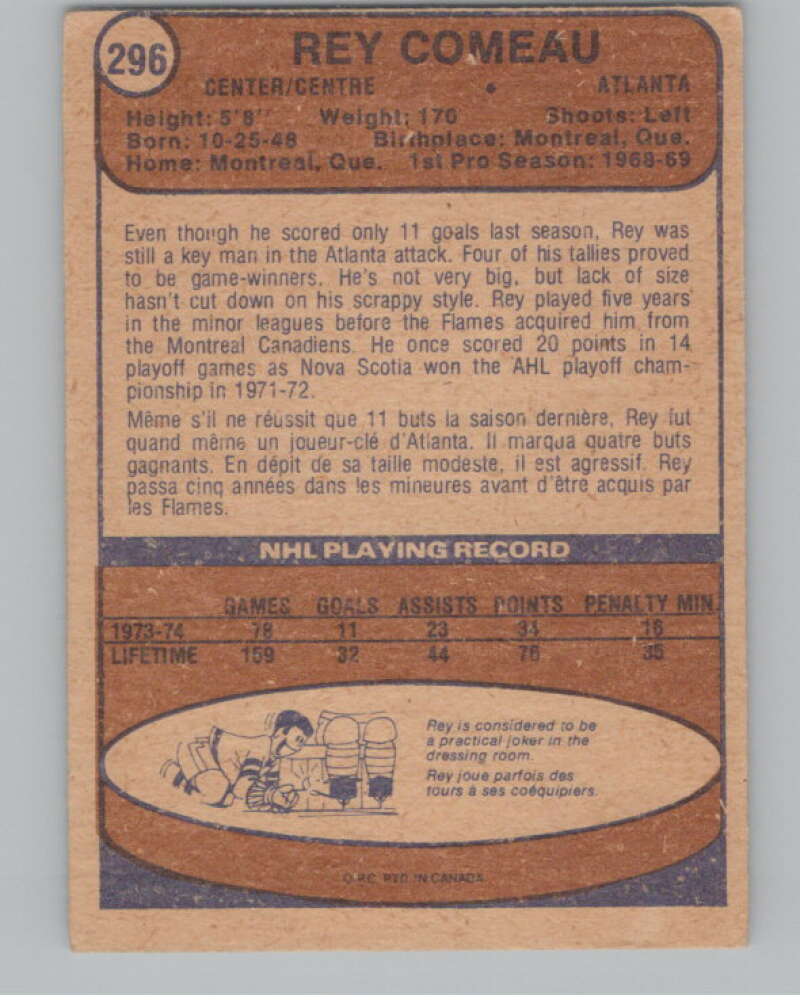 296
REY COMEAU
CENTER/CENTRE • ATLANTA
Height: 5'8" Weight: 170 Shoots: Left
Born: 10-25-48 Birthplace: Montreal, Que.
Home: Montreal, Que. 1st Pro Season: 1968-69
Even though he scored only 11 goals last season, Rey was
still a key man in the Atlanta attack. Four of his tallies proved
to be game-winners. He's not very big, but lack of size
hasn't cut down on his scrappy style. Rey played five years
in the minor leagues before the Flames acquired him from
the Montreal Canadiens. He once scored 20 points in 14
playoff games as Nova Scotia won the AHL playoff cham-
pionship in 1971-72.
Même s'il ne réussit que 11 buts la saison dernière, Rey fut
quand même un joueur-clé d'Atlanta. Il marqua quatre buts
gagnants. En dépit de sa taille modeste, il est agressif. Rey
passa cinq années dans les mineures avant d'être acquis par
les Flames.
NHL PLAYING RECORD
GAMES GOALS ASSISTS POINTS PENALTY MIN.
1973-74 78 11 23 34 16
LIFETIME 159 32 44 76 35
Rey is considered to be
a practical joker in the
dressing room.
Rey joue parfois des
tours à ses coéquipiers.
O.P.C. PTD. IN CANADA